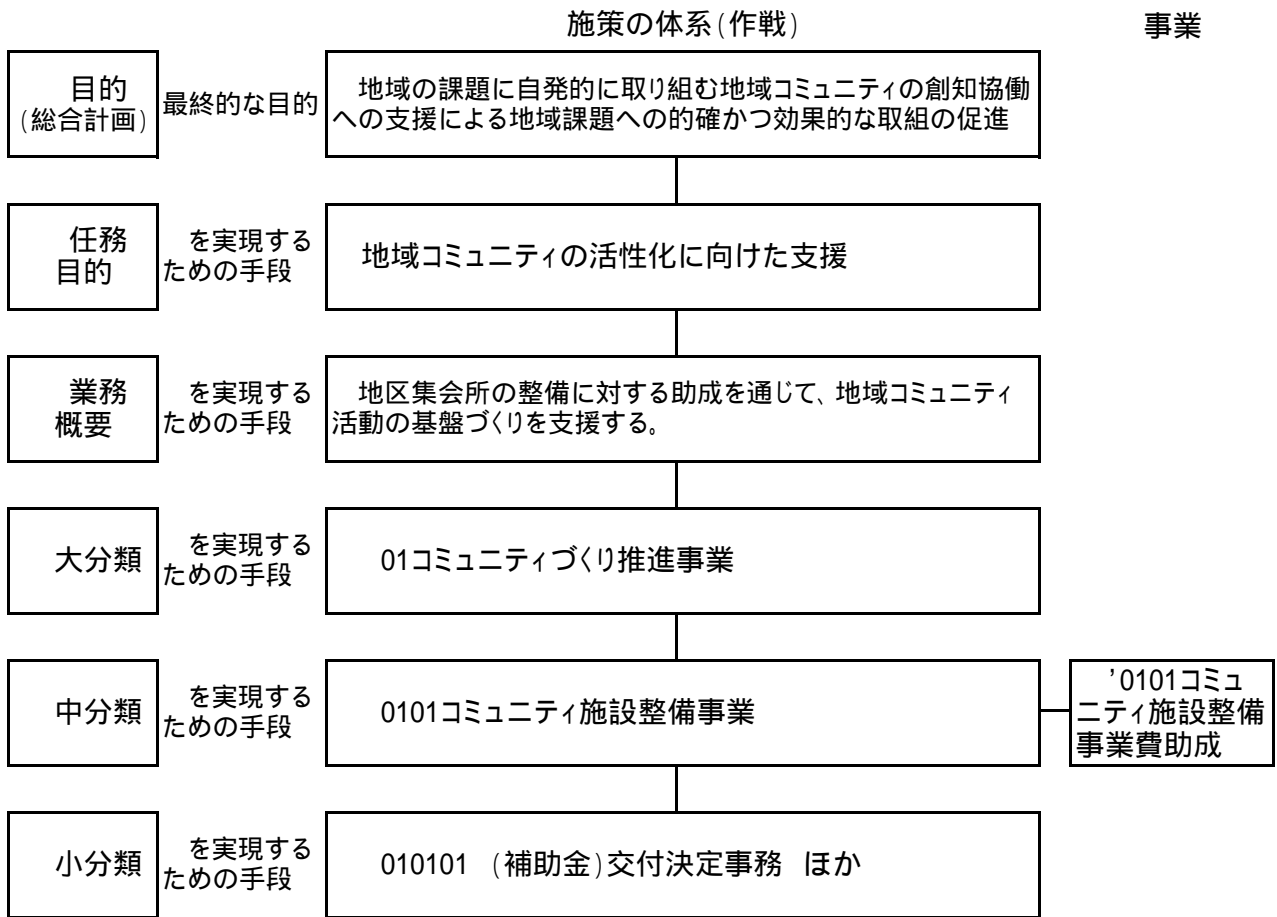 施策の体系(作戦)
事業
目的
(総合計画)
最終的な目的
地域の課題に自発的に取り組む地域コミュニティの創知協働
への支援による地域課題への的確かつ効果的な取組の促進
任務
目的
を実現する
ための手段
地域コミュニティの活性化に向けた支援
業務
概要
を実現する
ための手段
地区集会所の整備に対する助成を通じて、地域コミュニティ
活動の基盤づくりを支援する。
大分類
を実現する
ための手段
01コミュニティづくり推進事業
中分類
を実現する
ための手段
0101コミュニティ施設整備事業
'0101コミュ
ニティ施設整備
事業費助成
小分類
を実現する
ための手段
010101 (補助金)交付決定事務 ほか